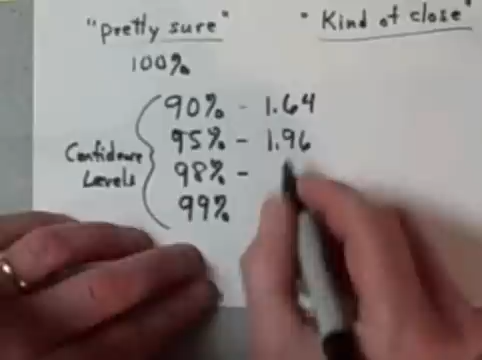 "pretty sure"
"Kind of close"
100%
90% - 1.64
95% - 1.96
98% -
99%
Confidence
Levels